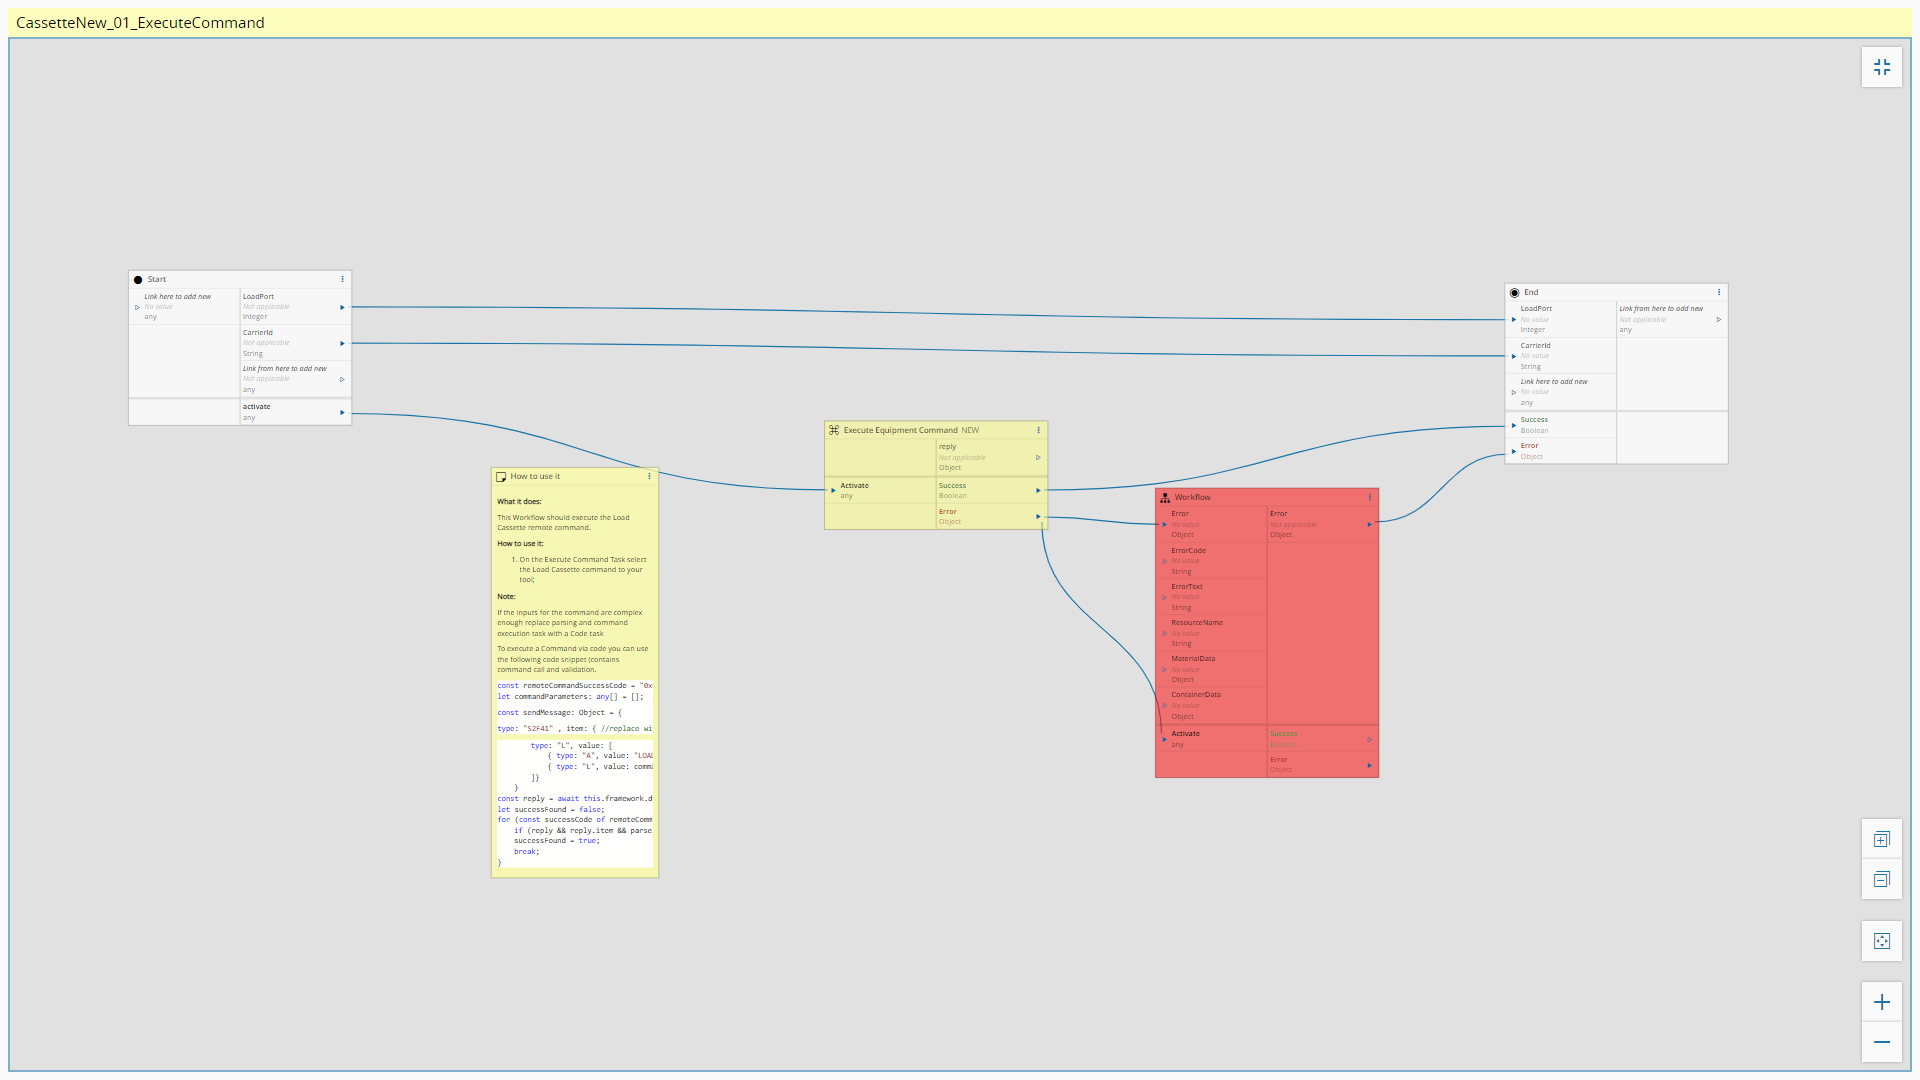 CassetteNew_01_ExecuteCommand
Start
Link here to add new
No value
any
LoadPort
Not applicable
Integer
CarrierId
Not applicable
String
Link from here to add new
Not applicable
any
activate
any
How to use it
What it does:
This Workflow should execute the Load
Cassette remote command.
How to use it:
1. On the Execute Command Task select
the Load Cassette command to your
tool;
Note:
If the inputs for the command are complex
enough replace parsing and command
execution task with a Code task
To execute a Command via code you can use
the following code snippet (contains
command call and validation.
const remoteCommandSuccessCode = "0x
let commandParameters: any[] = [];
const sendMessage: Object = {
type: "S2F41" , item: { //replace wi
type: "L", value: [
{ type: "A", value: "LOA
{ type: "L", value: comm
]}
}
const reply = await this.framework.d
let successFound = false;
for (const successCode of remoteComm
if (reply && reply.item && parse
successFound = true;
break;
}
Execute Equipment Command NEW
reply
Not applicable
Object
Activate
any
Success
Boolean
Error
Object
Workflow
Error
No value
Object
ErrorCode
No value
String
ErrorText
No value
String
ResourceName
No value
String
MaterialData
No value
Object
ContainerData
No value
Object
Activate
any
Error
Not applicable
Object
Success
Boolean
Error
Object
End
LoadPort
No value
Integer
CarrierId
No value
String
Link here to add new
No value
any
Success
Boolean
Error
Object
Link from here to add new
Not applicable
any